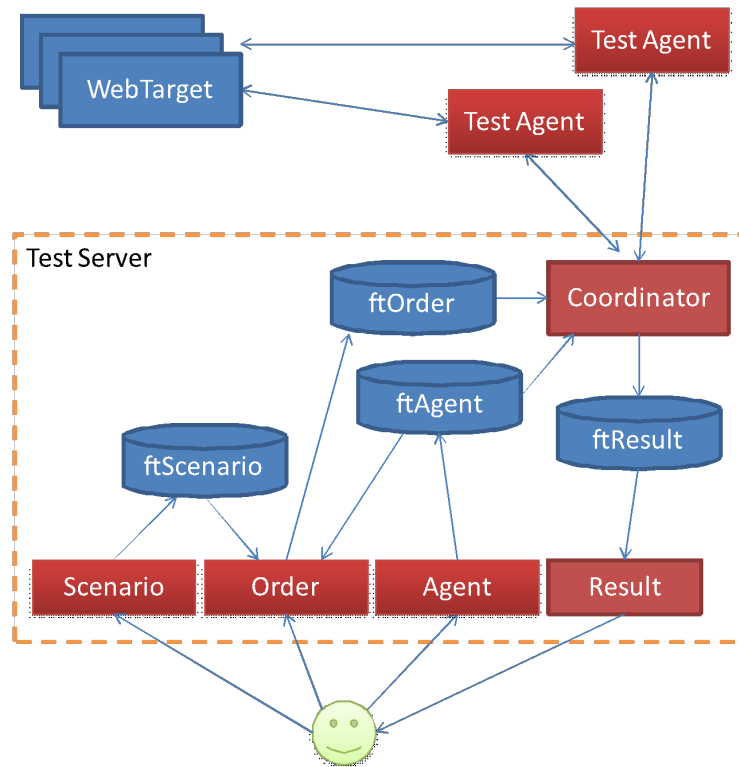 Test Agent
WebTarget
Test Agent
Test Server
ftOrder
Coordinator
ftAgent
ftResult
ftScenario
Scenario
Order
Agent
Result